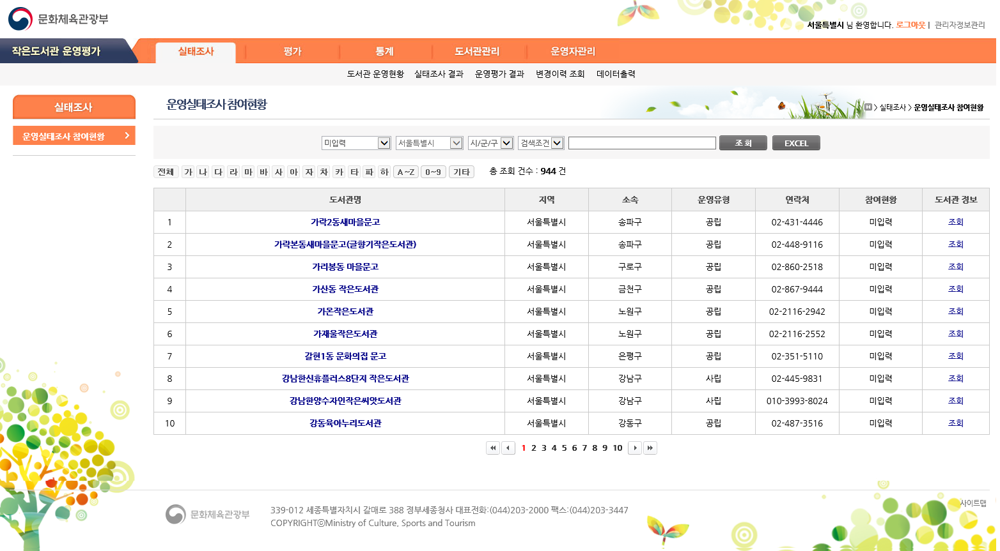 문화체육관광부
서울특별시 님 환영합니다. 로그아웃 | 관리자정보관리
작은도서관 운영평가
실태조사 평가 통계 도서관관리 운영자관리
도서관 운영현황 실태조사 결과 운영평가 결과 변경이력 조회 데이터출력
실태조사
운영실태조사 참여현황
운영실태조사 참여현황
> 실태조사 > 운영실태조사 참여현황
미입력 서울특별시 시/군/구 검색조건 조 회 EXCEL
전체 가 나 다 라 마 바 사 아 자 차 카 타 파 하 A~Z 0~9 기타 총 조회 건수 : 944 건
도서관명 지역 소속 운영유형 연락처 참여현황 도서관 정보
1 가락2동새마을문고 서울특별시 송파구 공립 02-431-4446 미입력 조회
2 가락본동새마을문고(글향기작은도서관) 서울특별시 송파구 공립 02-448-9116 미입력 조회
3 가리봉동 마을문고 서울특별시 구로구 공립 02-860-2518 미입력 조회
4 가산동 작은도서관 서울특별시 금천구 공립 02-867-9444 미입력 조회
5 가온작은도서관 서울특별시 노원구 공립 02-2116-2942 미입력 조회
6 가재울작은도서관 서울특별시 노원구 공립 02-2116-2552 미입력 조회
7 갈현1동 문화의집 문고 서울특별시 은평구 공립 02-351-5110 미입력 조회
8 강남한신휴플러스8단지 작은도서관 서울특별시 강남구 사립 02-445-9831 미입력 조회
9 강남한양수자인작은씨앗도서관 서울특별시 강남구 사립 010-3993-8024 미입력 조회
10 강동육아누리도서관 서울특별시 강동구 공립 02-487-3516 미입력 조회
1 2 3 4 5 6 7 8 9 10
사이트맵
문화체육관광부
339-012 세종특별자치시 갈매로 388 정부세종청사 대표전화:(044)203-2000 팩스:(044)203-3447
COPYRIGHTⓒMinistry of Culture, Sports and Tourism